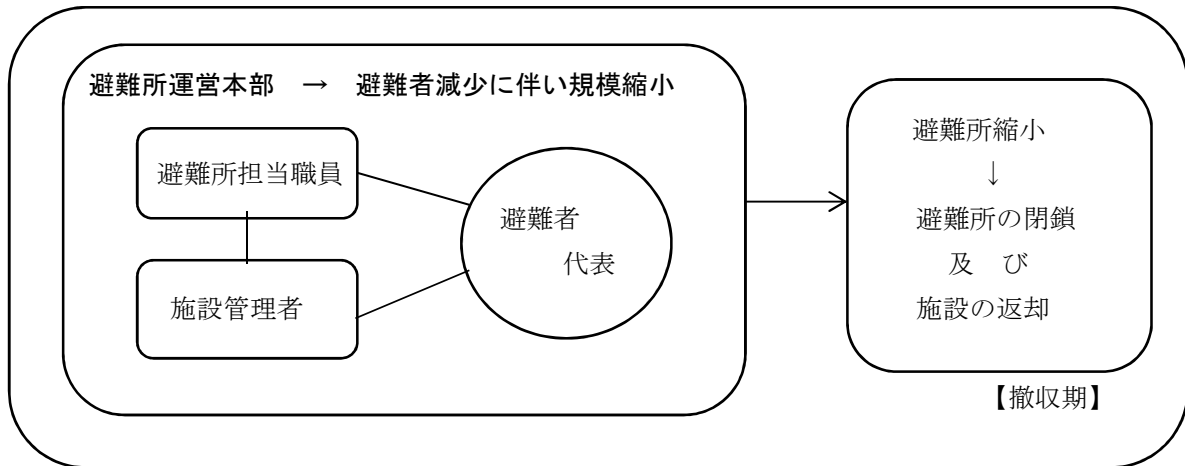 避難所運営本部　→　避難者減少に伴い規模縮小
避難所担当職員
施設管理者
避難者
代表
避難所縮小
↓
避難所の閉鎖
及　び
施設の返却
【撤収期】